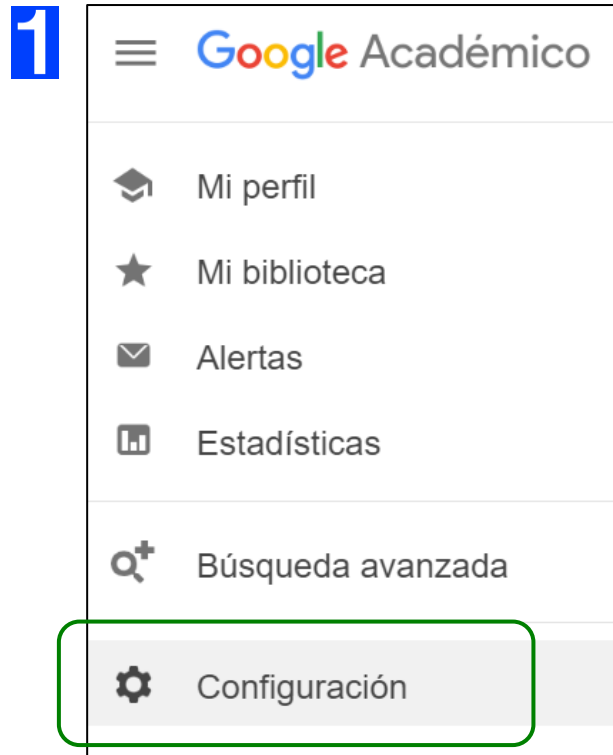 1
Google Académico
Mi perfil
Mi biblioteca
Alertas
Estadísticas
Búsqueda avanzada
Configuración